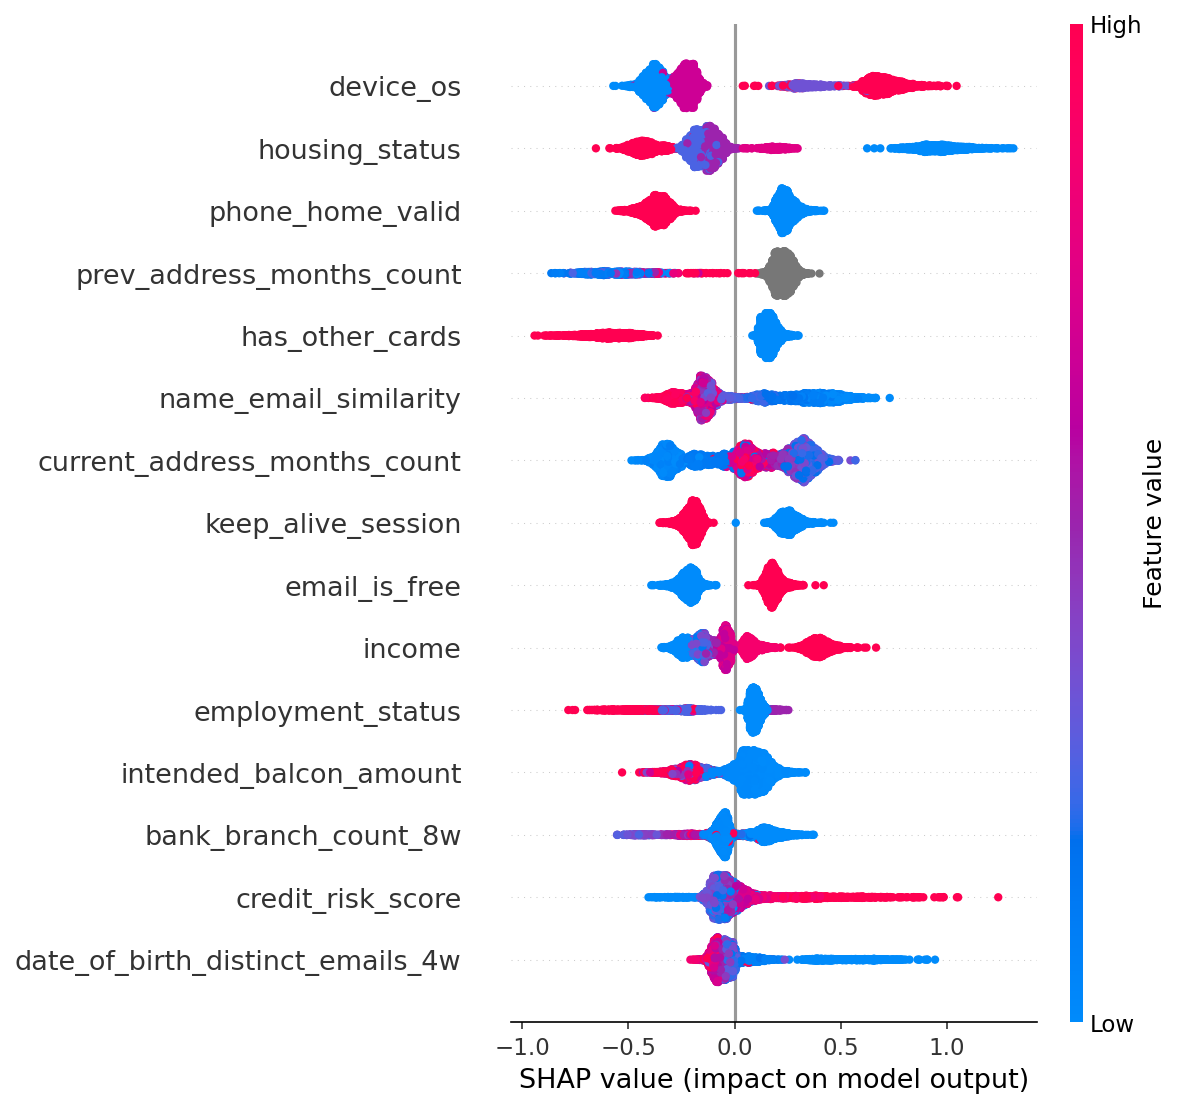 High
device_os
housing_status
phone_home_valid
prev_address_months_count
has_other_cards
name_email_similarity
current_address_months_count
keep_alive_session
email_is_free
income
employment_status
intended_balcon_amount
bank_branch_count_8w
credit_risk_score
date_of_birth_distinct_emails_4w
Feature value
Low
−1.0 −0.5 0.0 0.5 1.0
SHAP value (impact on model output)